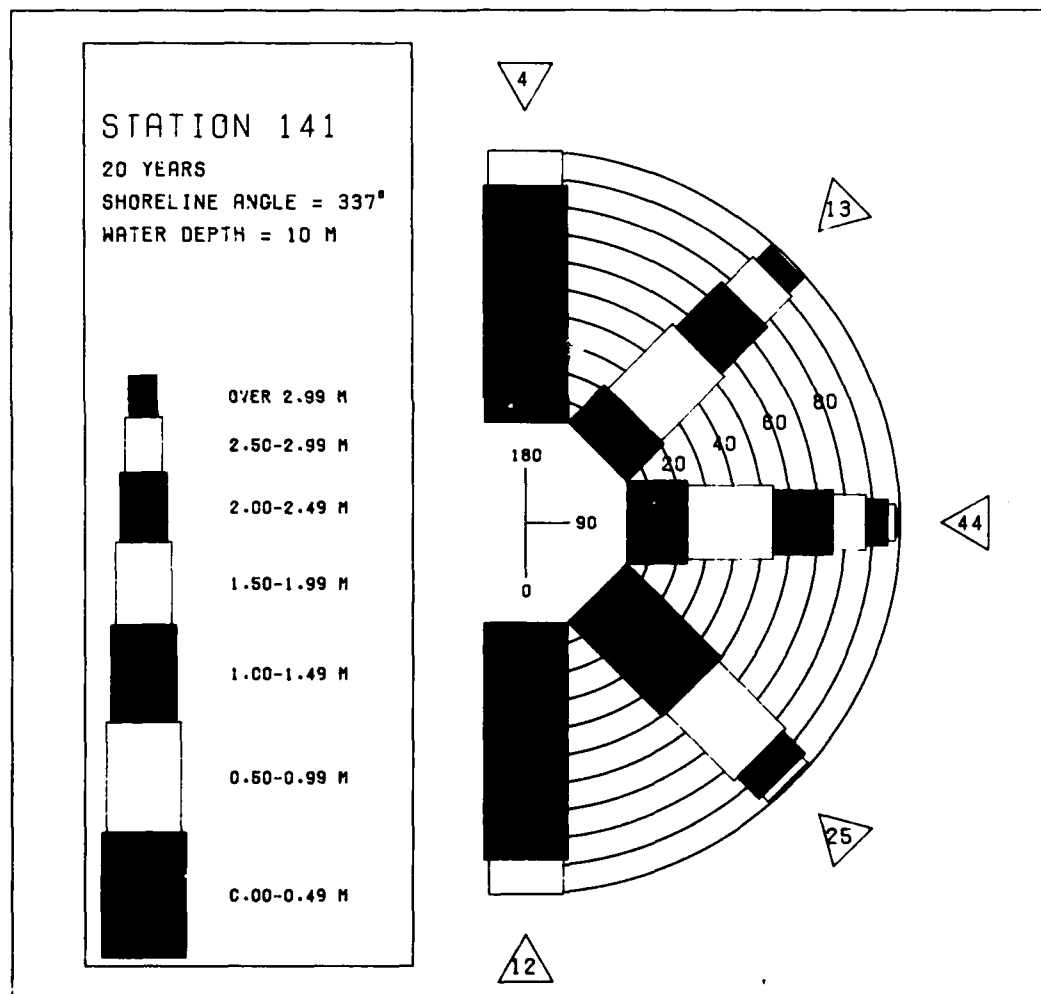 STATION 141
20 YEARS
SHORELINE ANGLE = 337°
WATER DEPTH = 10 M
OVER 2.99 M
2.50-2.99 M
2.00-2.49 M
1.50-1.99 M
1.00-1.49 M
0.50-0.99 M
0.00-0.49 M
4
13
80
60
40
20
180
90
0
44
25
12